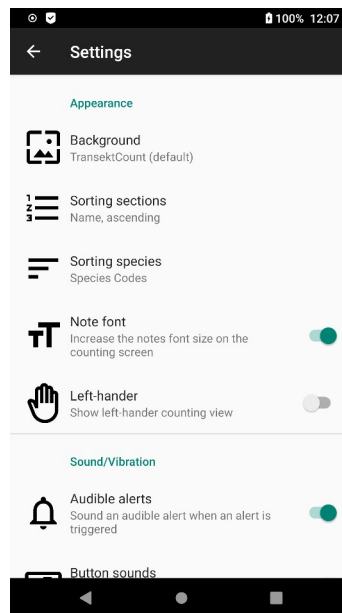 100% 12:07
Settings
Appearance
Background
TransektCount (default)
Sorting sections
Name, ascending
Sorting species
Species Codes
Note font
Increase the notes font size on the
counting screen
Left-hander
Show left-hander counting view
Sound/Vibration
Audible alerts
Sound an audible alert when an alert is
triggered
Button sounds